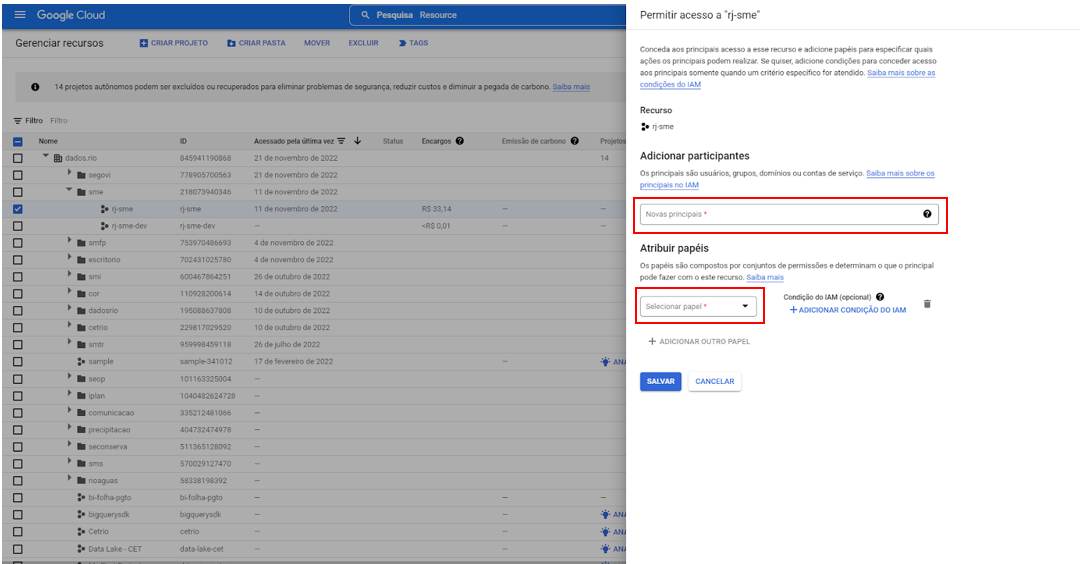 Google Cloud
Pesquisa Resource
Gerenciar recursos
CRIAR PROJETO
CRIAR PASTA
MOVER
EXCLUIR
TAGS
14 projetos autônomos podem ser excluídos ou recuperados para eliminar problemas de segurança, reduzir custos e diminuir a pegada de carbono. Saiba mais
Filtro Filtro
Nome ID Acessado pela última vez Status Encargos Emissão de carbono Projetos
dados.rio 845941190868 21 de novembro de 2022 14
segovi 778905700563 21 de novembro de 2022
sme 218073940346 11 de novembro de 2022
rj-sme rj-sme 11 de novembro de 2022 R$ 33,14 — —
rj-sme-dev rj-sme-dev — <R$ 0,01 — —
smfp 753970486693 4 de novembro de 2022
escritorio 702431025780 4 de novembro de 2022
smi 600467864251 26 de outubro de 2022
cor 110928200614 14 de outubro de 2022
dadosrio 195088637808 10 de outubro de 2022
cetrio 229817029520 10 de outubro de 2022
smtr 959998459118 26 de julho de 2022
sample sample-341012 17 de fevereiro de 2022 — ANA
seop 101163325004 —
iplan 1040482624728 —
comunicacao 335212481066 —
precipitacao 404732474978 —
seconserva 511365128092 —
sms 570029127470 —
rioaguas 58338198392 —
bi-folha-pgto bi-folha-pgto — — —
bigquerysdk bigquerysdk — — ANA
Cetrio cetrio — — ANA
Data Lake - CET data-lake-cet — — ANA
Permitir acesso a "rj-sme"
Conceda aos principais acesso a esse recurso e adicione papéis para especificar quais
ações os principais podem realizar. Se quiser, adicione condições para conceder acesso
aos principais somente quando um critério específico for atendido. Saiba mais sobre as
condições do IAM
Recurso
rj-sme
Adicionar participantes
Os principais são usuários, grupos, domínios ou contas de serviço. Saiba mais sobre os
principais no IAM
Novas principais *
Atribuir papéis
Os papéis são compostos por conjuntos de permissões e determinam o que o principal
pode fazer com o este recurso. Saiba mais
Selecionar papel *
Condição do IAM (opcional)
ADICIONAR CONDIÇÃO DO IAM
ADICIONAR OUTRO PAPEL
SALVAR
CANCELAR